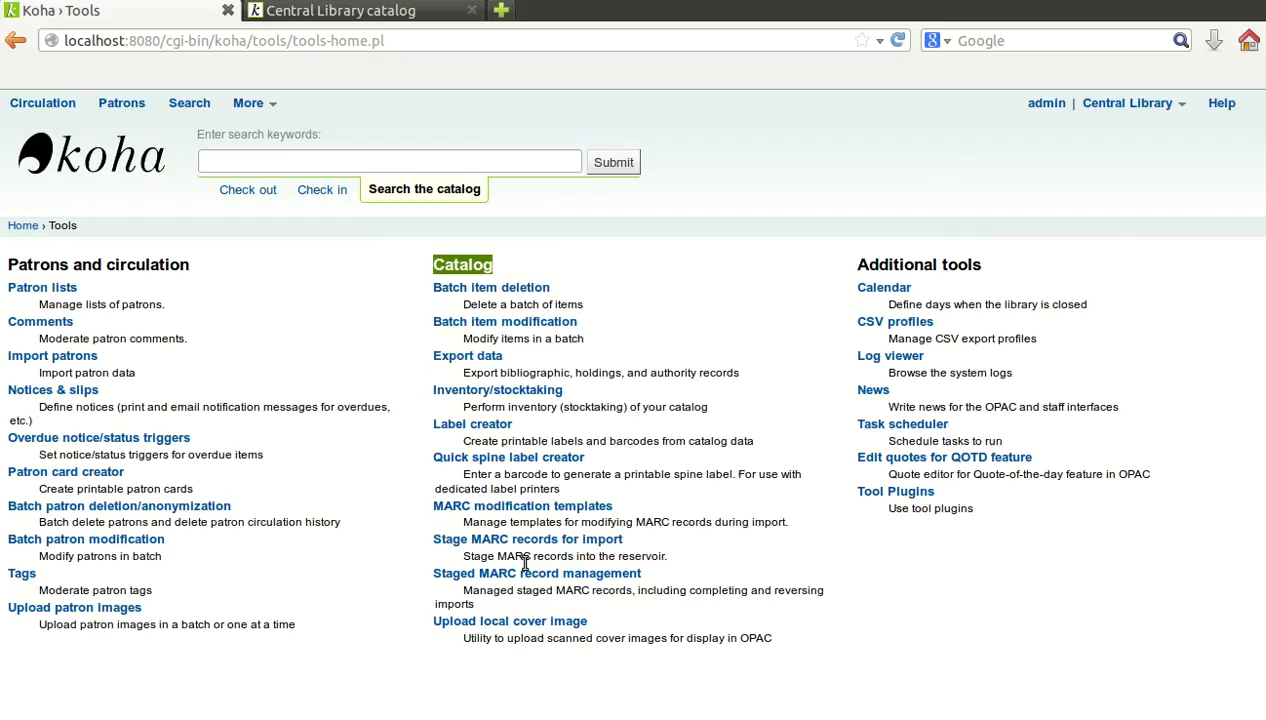 Koha › Tools
Central Library catalog
localhost:8080/cgi-bin/koha/tools/tools-home.pl
Google
Circulation Patrons Search More
admin | Central Library Help
koha
Enter search keywords:
Submit
Check out Check in Search the catalog
Home › Tools
Patrons and circulation
Patron lists
Manage lists of patrons.
Comments
Moderate patron comments.
Import patrons
Import patron data
Notices & slips
Define notices (print and email notification messages for overdues,
etc.)
Overdue notice/status triggers
Set notice/status triggers for overdue items
Patron card creator
Create printable patron cards
Batch patron deletion/anonymization
Batch delete patrons and delete patron circulation history
Batch patron modification
Modify patrons in batch
Tags
Moderate patron tags
Upload patron images
Upload patron images in a batch or one at a time
Catalog
Batch item deletion
Delete a batch of items
Batch item modification
Modify items in a batch
Export data
Export bibliographic, holdings, and authority records
Inventory/stocktaking
Perform inventory (stocktaking) of your catalog
Label creator
Create printable labels and barcodes from catalog data
Quick spine label creator
Enter a barcode to generate a printable spine label. For use with
dedicated label printers
MARC modification templates
Manage templates for modifying MARC records during import.
Stage MARC records for import
Stage MARC records into the reservoir.
Staged MARC record management
Managed staged MARC records, including completing and reversing
imports
Upload local cover image
Utility to upload scanned cover images for display in OPAC
Additional tools
Calendar
Define days when the library is closed
CSV profiles
Manage CSV export profiles
Log viewer
Browse the system logs
News
Write news for the OPAC and staff interfaces
Task scheduler
Schedule tasks to run
Edit quotes for QOTD feature
Quote editor for Quote-of-the-day feature in OPAC
Tool Plugins
Use tool plugins